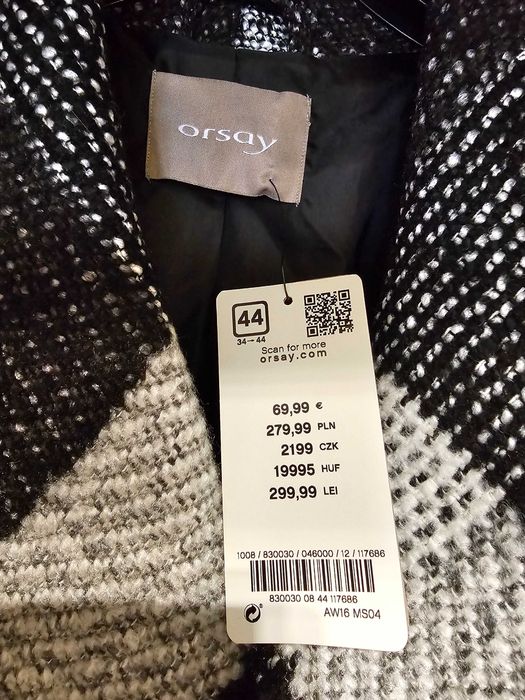 orsay
44
34→44
Scan for more
orsay.com
69,99 €
279,99 PLN
2199 CZK
19995 HUF
299,99 LEI
1008 / 830030 / 046000 / 12 / 117686
830030 08 44 117686
AW16 MS04